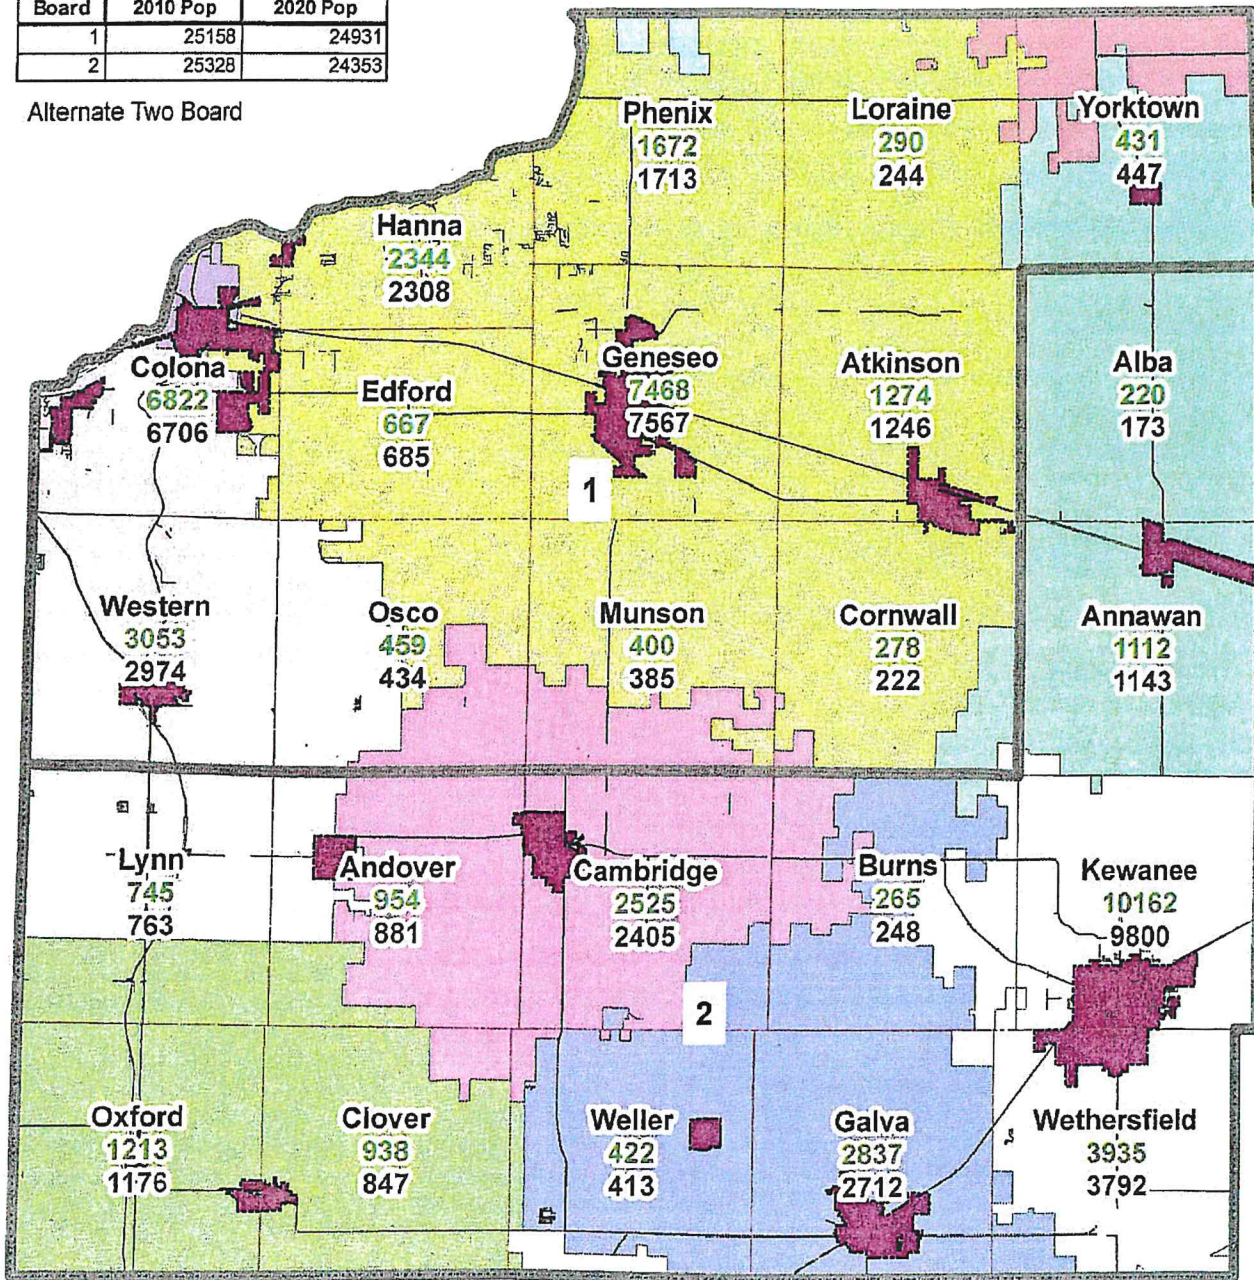 Board 2010 Pop 2020 Pop
1 25158 24931
2 25328 24353
Alternate Two Board
Phenix
1672
1713
Loraine
290
244
Yorktown
431
447
Hanna
2344
2308
Colona
6822
6706
Edford
667
685
Geneseo
7468
7567
Atkinson
1274
1246
Alba
220
173
1
Western
3053
2974
Osco
459
434
Munson
400
385
Cornwall
278
222
Annawan
1112
1143
Lynn
745
763
Andover
954
881
Cambridge
2525
2405
Burns
265
248
Kewanee
10162
9800
2
Oxford
1213
1176
Clover
938
847
Weller
422
413
Galva
2837
2712
Wethersfield
3935
3792